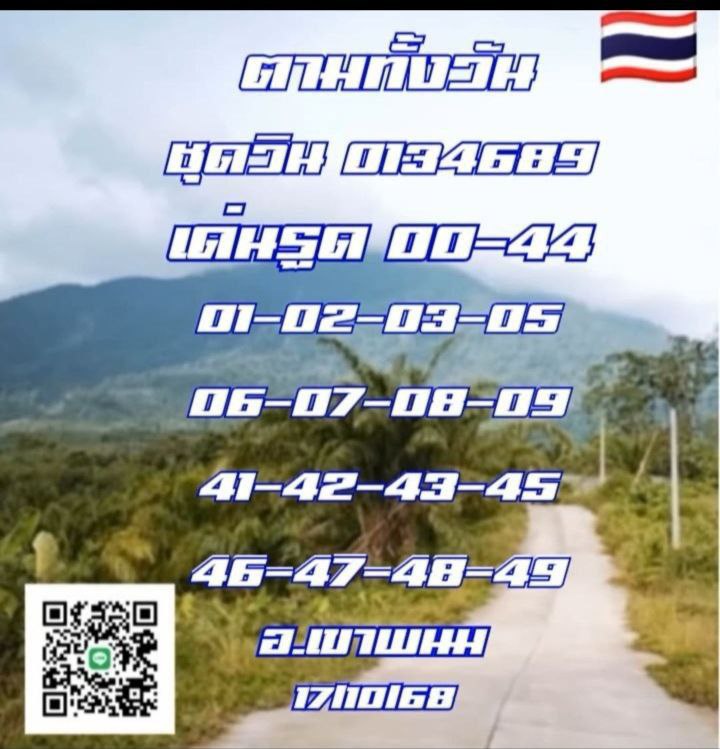 ตามทั้งวัน
ชุดวิน 0134689
เด่นรูด 00-44
01-02-03-05
06-07-08-09
41-42-43-45
46-47-48-49
อ.เขาพนม
17/10/68